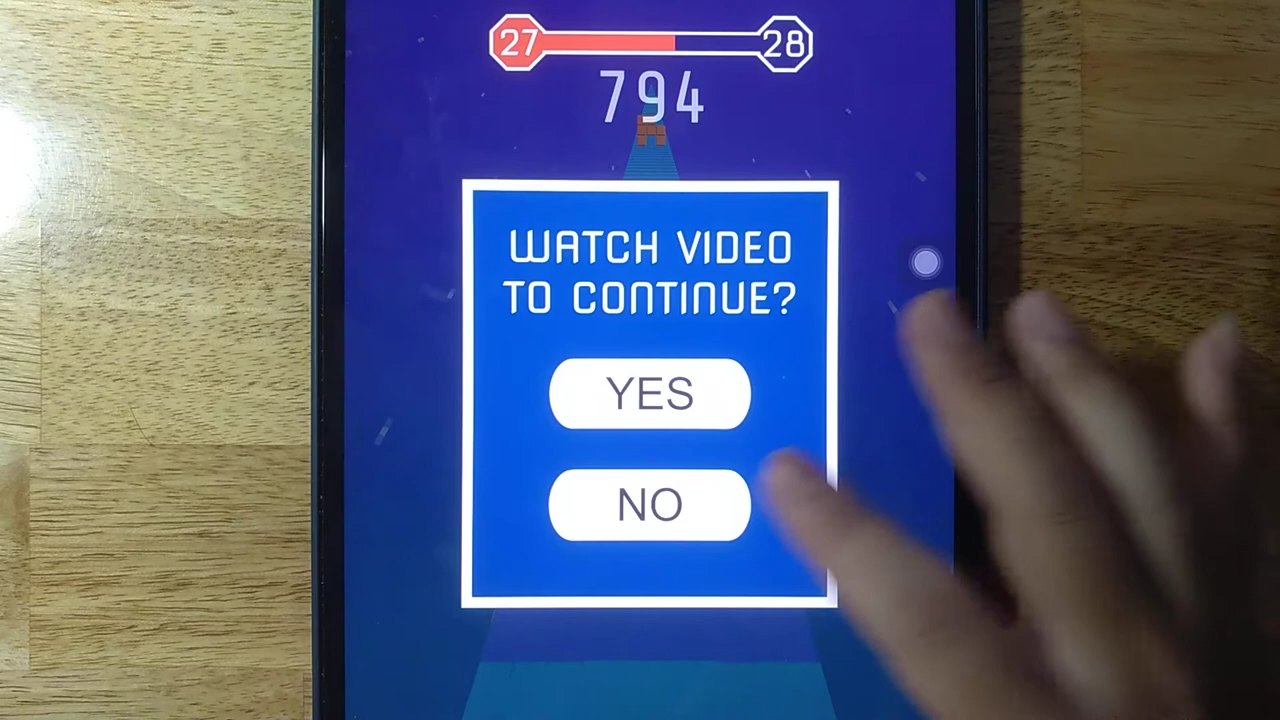 27 28
794
WATCH VIDEO
TO CONTINUE?
YES
NO